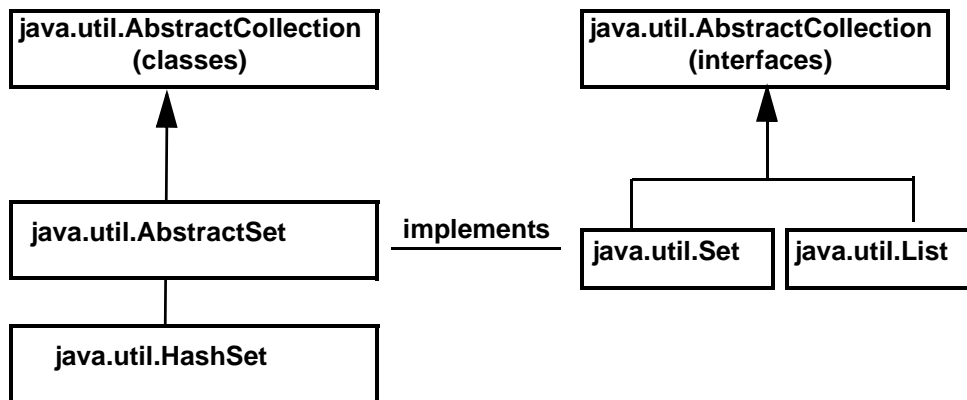 java.util.AbstractCollection
(classes)
java.util.AbstractCollection
(interfaces)
java.util.AbstractSet
implements
java.util.Set
java.util.List
java.util.HashSet